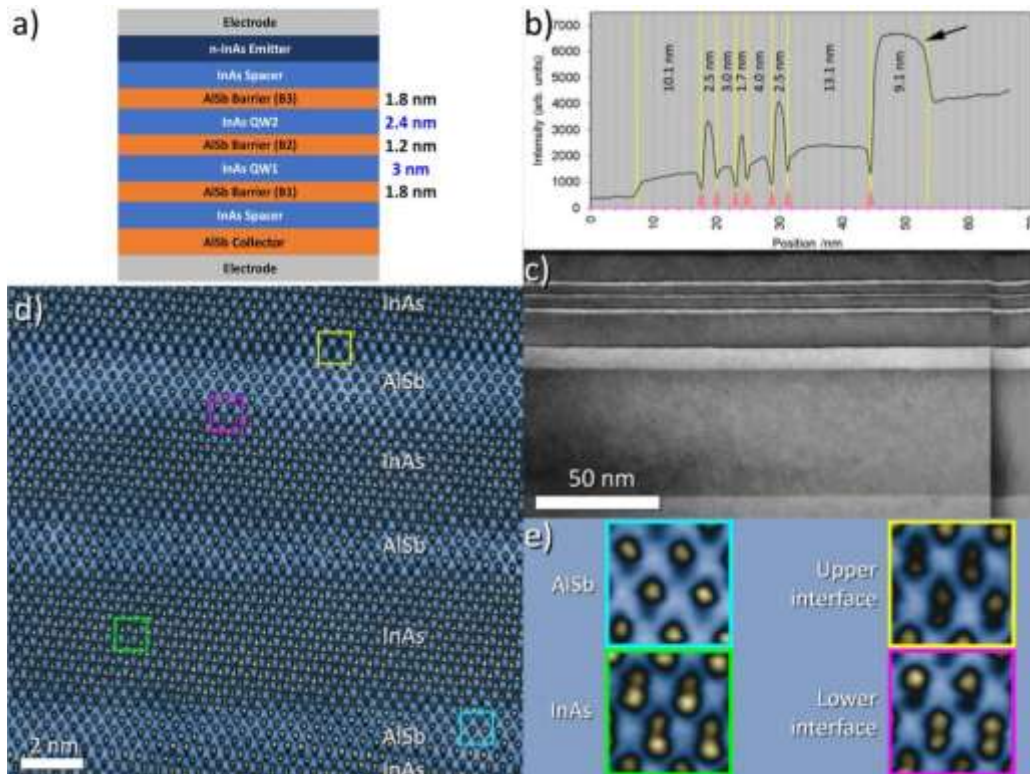 a)
Electrode
n-InAs Emitter
InAs Spacer
AlSb Barrier (B3) 1.8 nm
InAs QW2 2.4 nm
AlSb Barrier (B2) 1.2 nm
InAs QW1 3 nm
AlSb Barrier (B1) 1.8 nm
InAs Spacer
AlSb Collector
Electrode
b)
Intensity (arb. units)
7000
6000
5000
4000
3000
2000
1000
0
10.1 nm
2.5 nm
3.0 nm
1.7 nm
4.0 nm
2.5 nm
13.1 nm
9.1 nm
0 10 20 30 40 50 60
Position /nm
c)
50 nm
d)
InAs
AlSb
InAs
AlSb
InAs
AlSb
InAs
2 nm
e)
AlSb
Upper
interface
InAs
Lower
interface